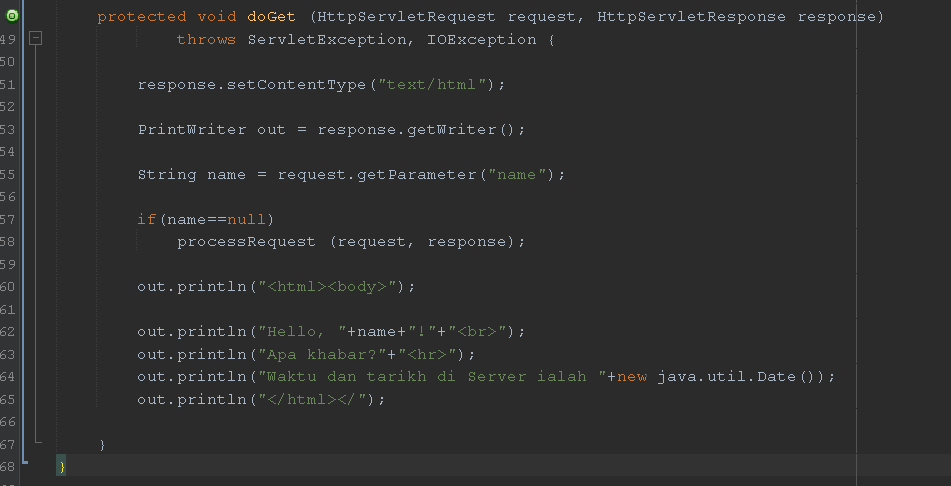 protected void doGet (HttpServletRequest request, HttpServletResponse response)
49 throws ServletException, IOException {
50
51 response.setContentType("text/html");
52
53 PrintWriter out = response.getWriter();
54
55 String name = request.getParameter("name");
56
57 if(name==null)
58 processRequest (request, response);
59
60 out.println("<html><body>");
61
62 out.println("Hello, "+name+"!"+"<br>");
63 out.println("Apa khabar?"+"<hr>");
64 out.println("Waktu dan tarikh di Server ialah "+new java.util.Date());
65 out.println("</html></");
66
67 }
68 }